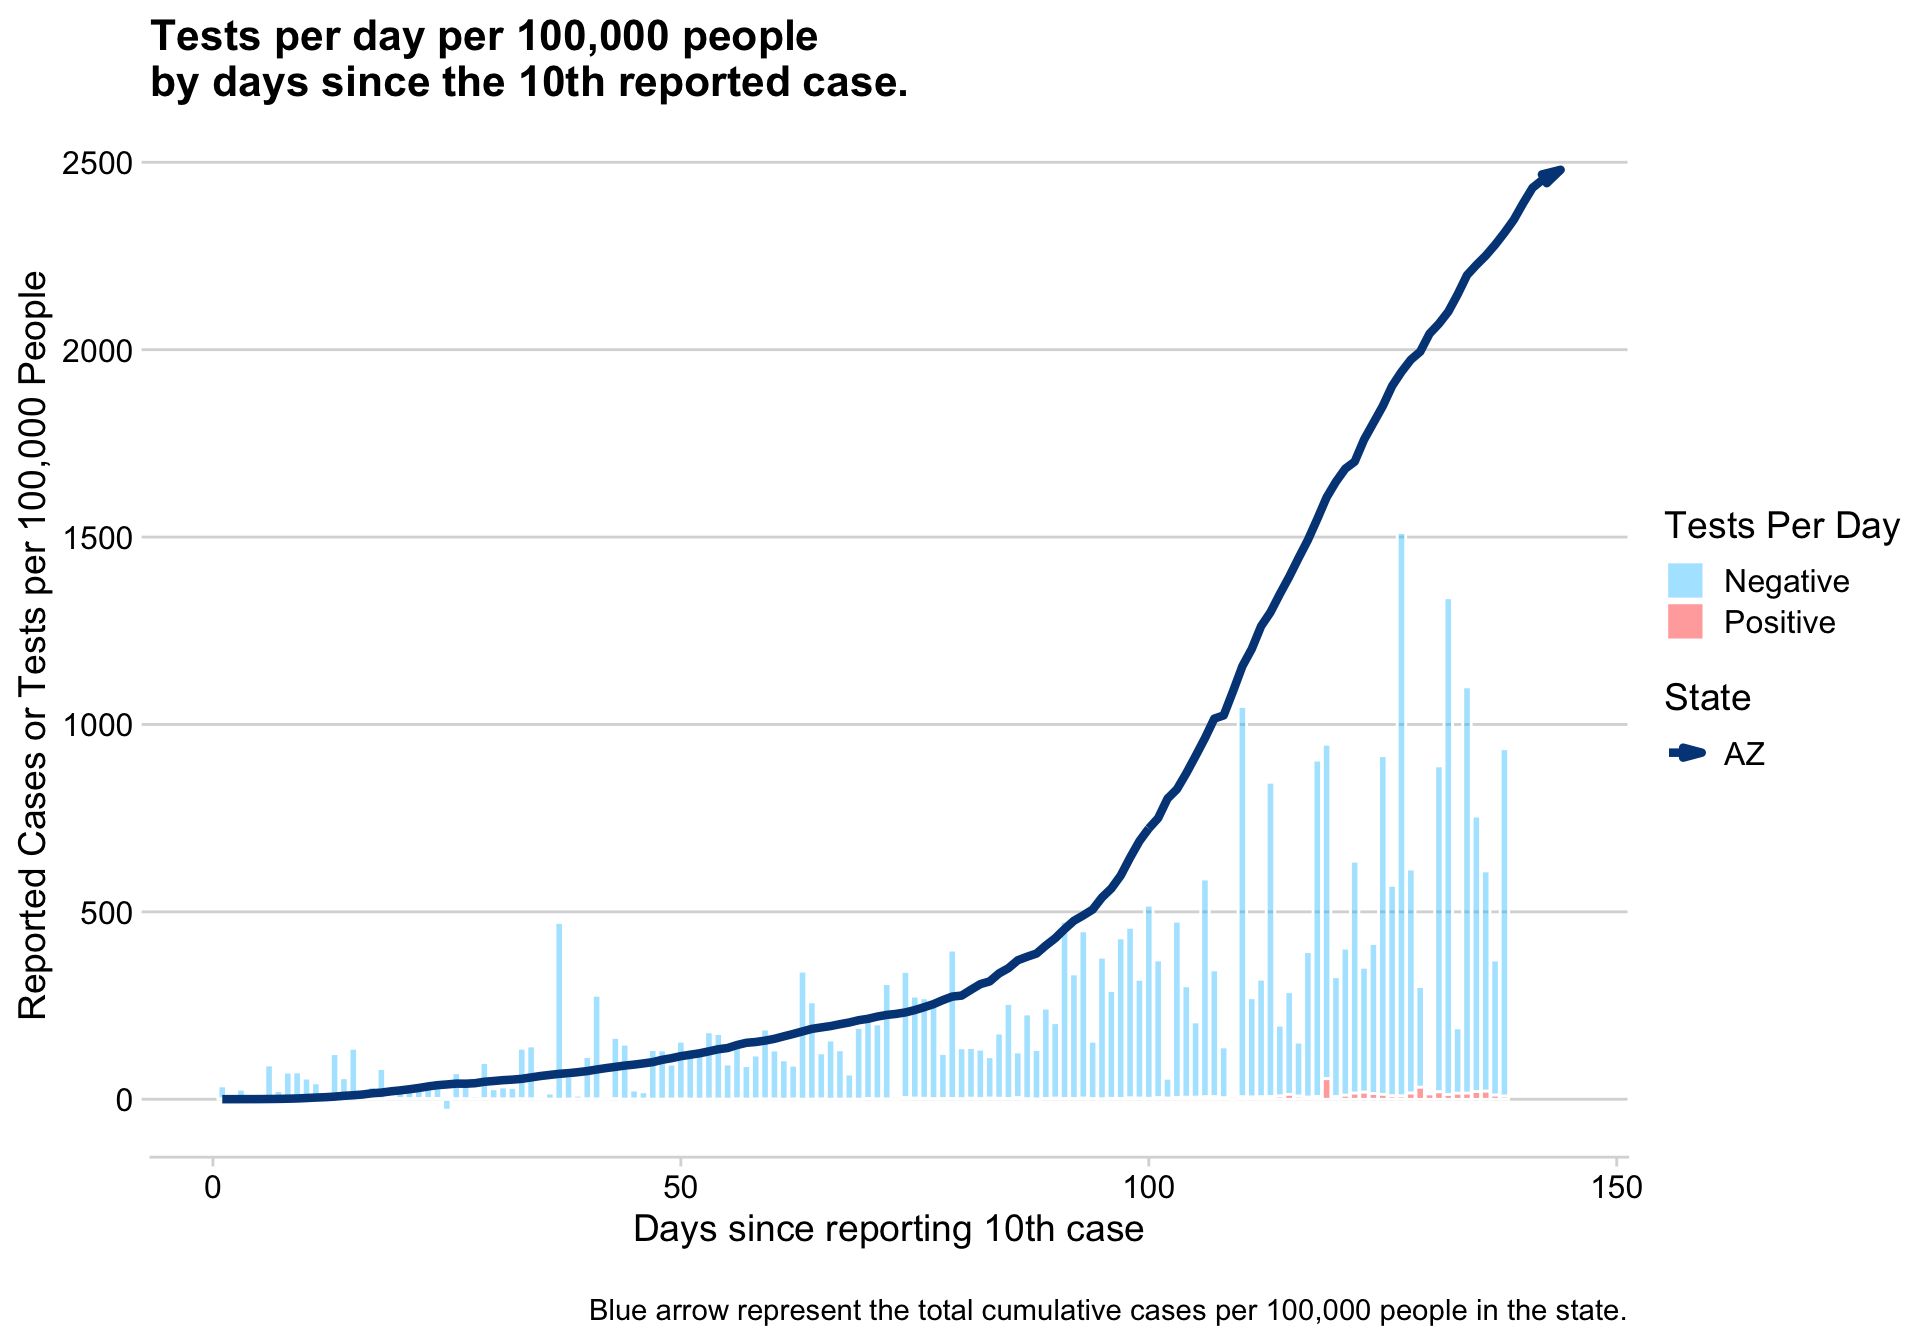 Tests per day per 100,000 people
by days since the 10th reported case.
Reported Cases or Tests per 100,000 People
2500
2000
1500
1000
500
0
0
50
100
150
Days since reporting 10th case
Tests Per Day
Negative
Positive
State
AZ
Blue arrow represent the total cumulative cases per 100,000 people in the state.